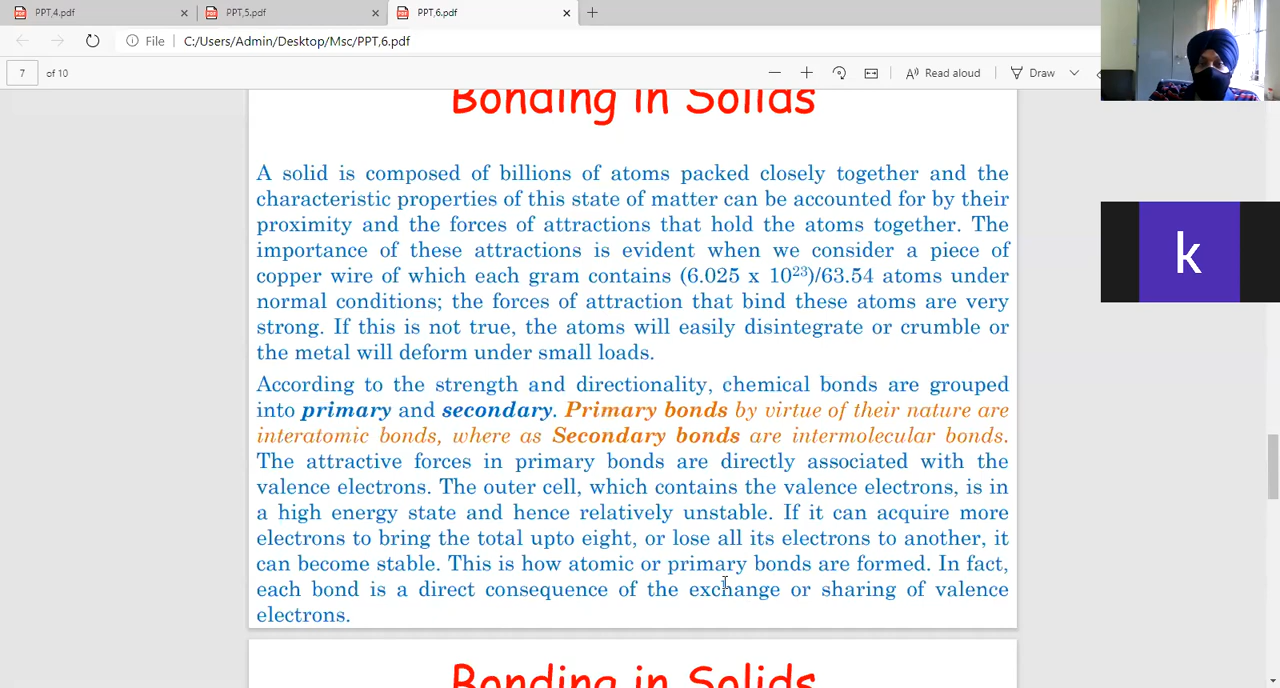 PPT,4.pdf
PPT,5.pdf
PPT,6.pdf
File
C:/Users/Admin/Desktop/Msc/PPT,6.pdf
7 of 10
Read aloud
Draw
Bonding in Solids
A solid is composed of billions of atoms packed closely together and the
characteristic properties of this state of matter can be accounted for by their
proximity and the forces of attractions that hold the atoms together. The
importance of these attractions is evident when we consider a piece of
copper wire of which each gram contains (6.025 x 10²³)/63.54 atoms under
normal conditions; the forces of attraction that bind these atoms are very
strong. If this is not true, the atoms will easily disintegrate or crumble or
the metal will deform under small loads.
According to the strength and directionality, chemical bonds are grouped
into primary and secondary. Primary bonds by virtue of their nature are
interatomic bonds, where as Secondary bonds are intermolecular bonds.
The attractive forces in primary bonds are directly associated with the
valence electrons. The outer cell, which contains the valence electrons, is in
a high energy state and hence relatively unstable. If it can acquire more
electrons to bring the total upto eight, or lose all its electrons to another, it
can become stable. This is how atomic or primary bonds are formed. In fact,
each bond is a direct consequence of the exchange or sharing of valence
electrons.
Bonding in Solids
k